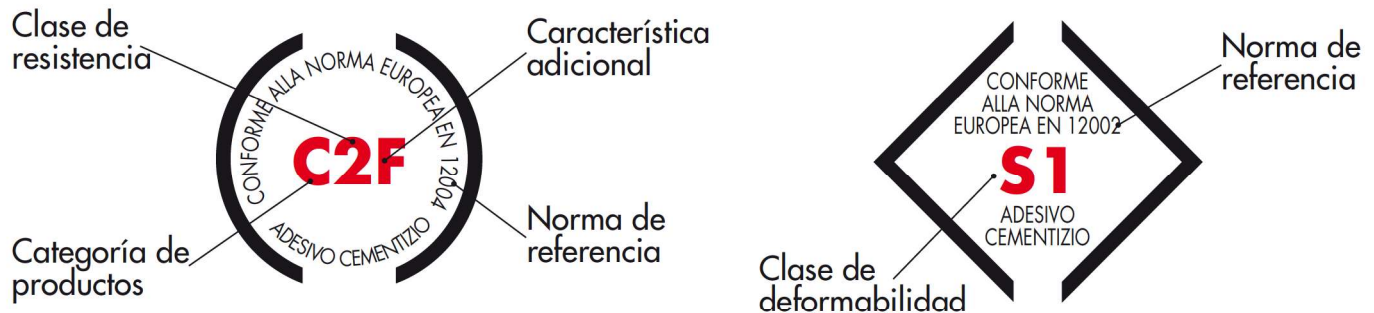 Clase de
resistencia
Característica
adicional
CONFORME ALLA NORMA EUROPEA EN 12004
C2F
ADESIVO CEMENTIZIO
Categoría de
productos
Norma de
referencia
Norma de
referencia
CONFORME
ALLA NORMA
EUROPEA EN 12002
S1
ADESIVO
CEMENTIZIO
Clase de
deformabilidad